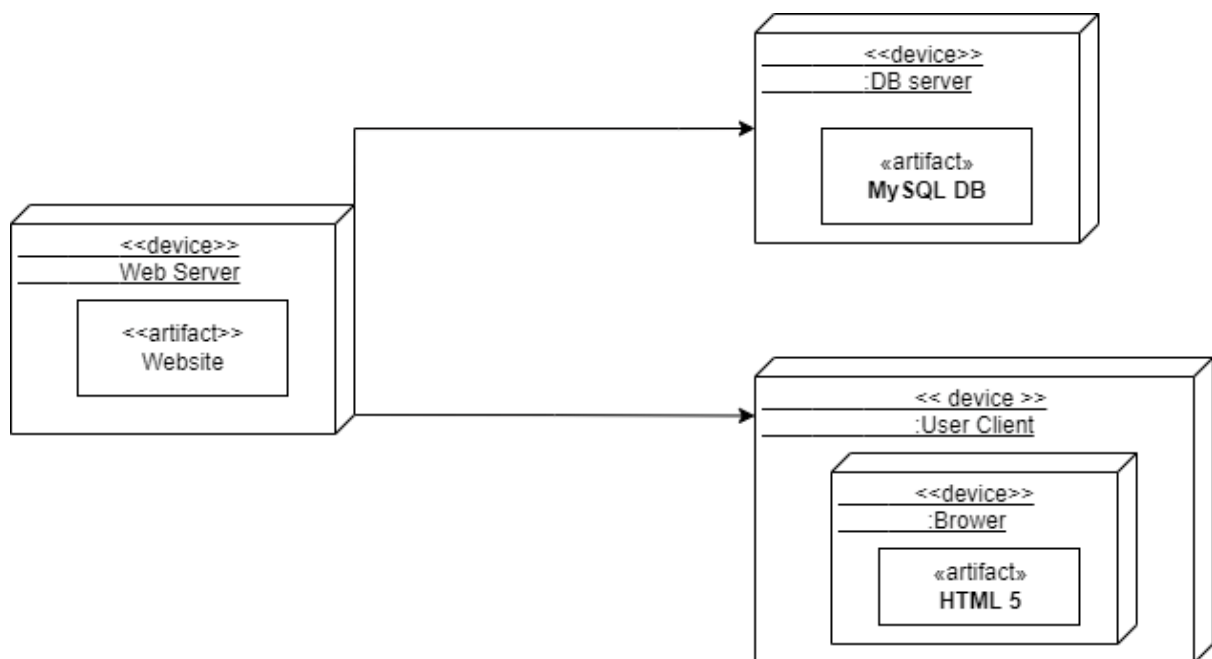 <<device>>
:DB server
«artifact»
MySQL DB
<<device>>
Web Server
<<artifact>>
Website
<< device >>
:User Client
<<device>>
:Brower
«artifact»
HTML 5